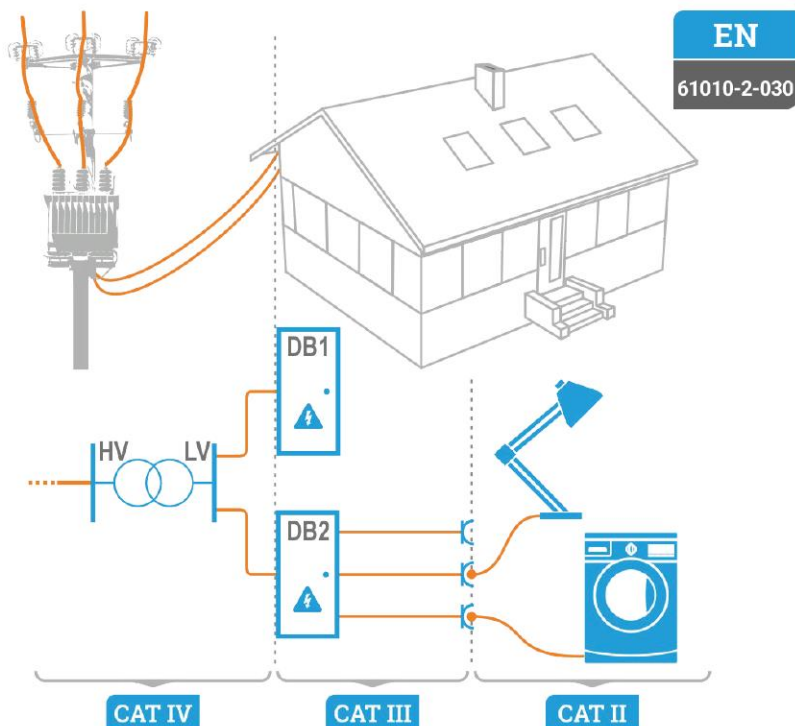 EN
61010-2-030
DB1
HV
LV
DB2
CAT IV
CAT III
CAT II